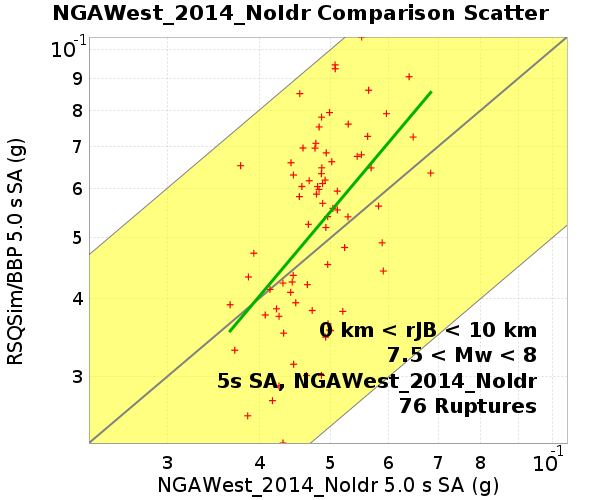 NGAWest_2014_NoIdr Comparison Scatter
10-1
9
8
7
6
5
4
3
RSQSim/BBP 5.0 s SA (g)
0 km < rJB < 10 km
7.5 < Mw < 8
5s SA, NGAWest_2014_NoIdr
76 Ruptures
3 4 5 6 7 8 9 10-1
NGAWest_2014_NoIdr 5.0 s SA (g)